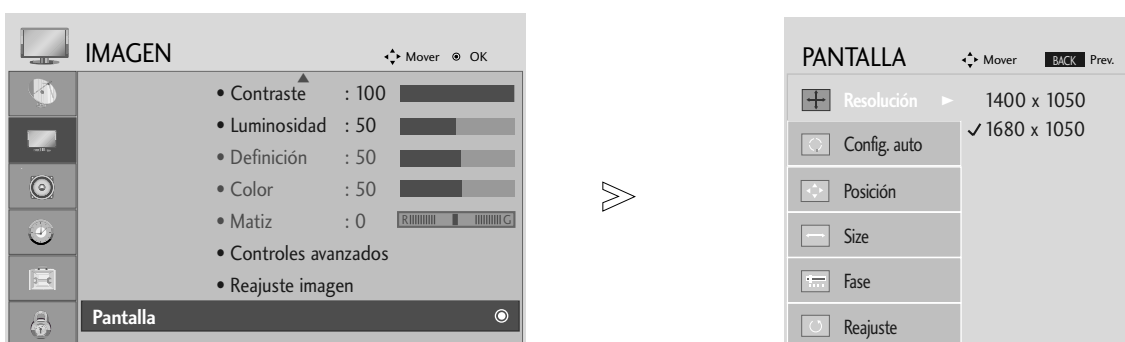 IMAGEN
Mover OK
• Contraste : 100
• Luminosidad : 50
• Definición : 50
• Color : 50
• Matiz : 0 R G
• Controles avanzados
• Reajuste imagen
Pantalla
PANTALLA
Mover BACK Prev.
Resolución
1400 x 1050
✓ 1680 x 1050
Config. auto
Posición
Size
Fase
Reajuste